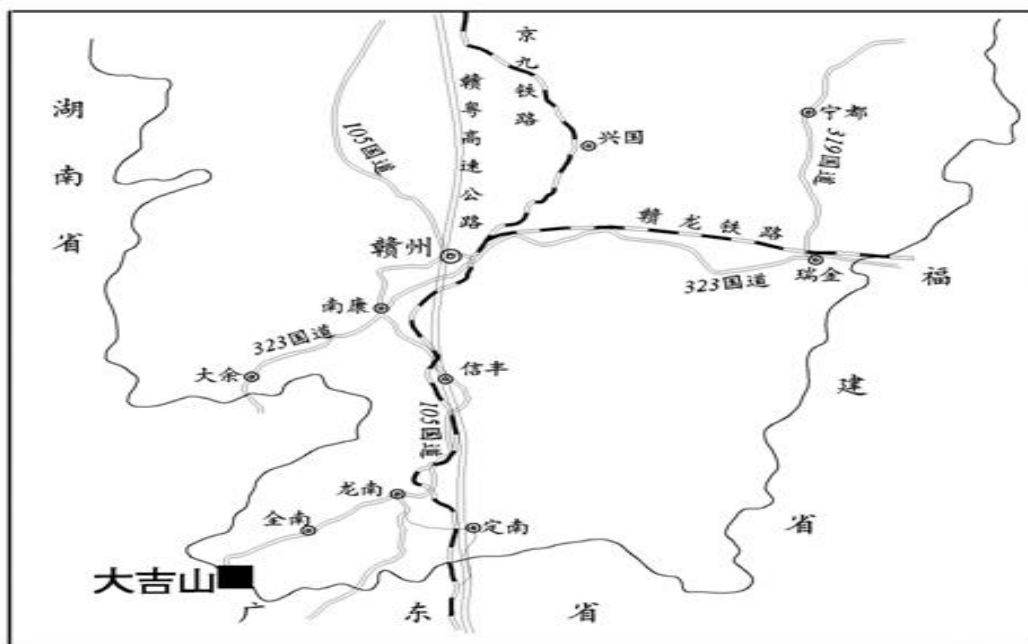 湖南省
105国道
赣粤高速公路
京九铁路
兴国
宁都
319国道
赣州
赣龙铁路
323国道
瑞金
福建省
南康
323国道
大余
信丰
105国道
龙南
全南
定南
大吉山
广东省